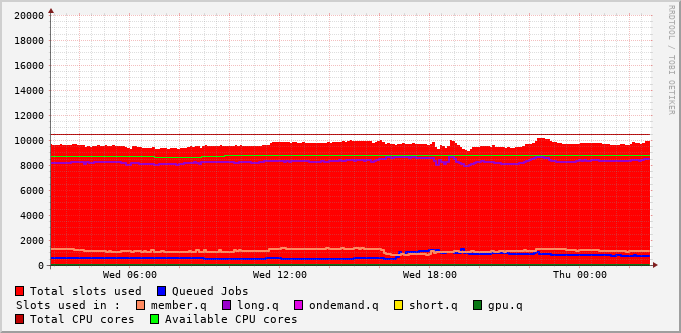 20000
18000
16000
14000
12000
10000
8000
6000
4000
2000
0
Wed 06:00 Wed 12:00 Wed 18:00 Thu 00:00
Total slots used Queued Jobs
Slots used in : member.q long.q ondemand.q short.q gpu.q
Total CPU cores Available CPU cores
RRDTOOL / TOBI OETIKER